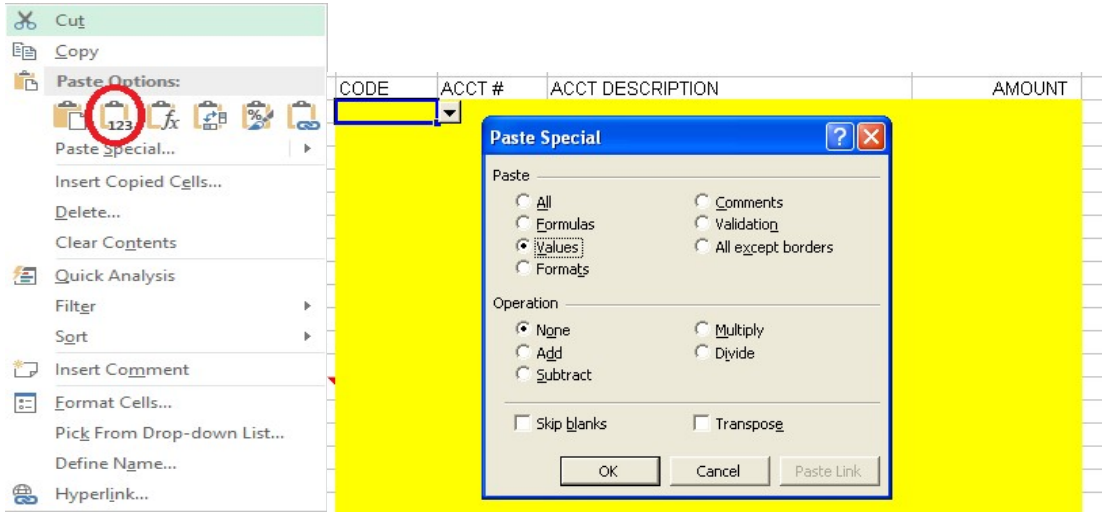 Cut
Copy
Paste Options:
123 fx %
Paste Special...
Insert Copied Cells...
Delete...
Clear Contents
Quick Analysis
Filter
Sort
Insert Comment
Format Cells...
Pick From Drop-down List...
Define Name...
Hyperlink...
CODE ACCT # ACCT DESCRIPTION AMOUNT
Paste Special ?
Paste
All Comments
Formulas Validation
Values All except borders
Formats
Operation
None Multiply
Add Divide
Subtract
Skip blanks Transpose
OK Cancel Paste Link